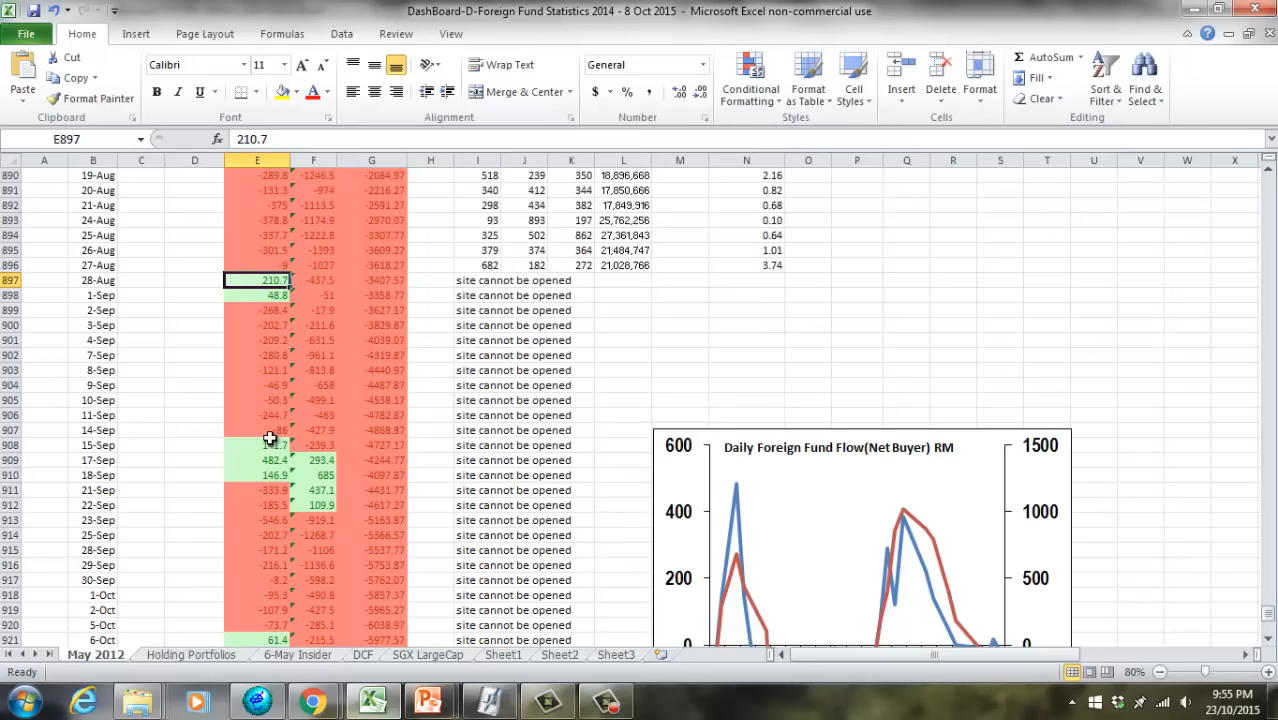 DashBoard-D-Foreign Fund Statistics 2014 - 8 Oct 2015 - Microsoft Excel non-commercial use
File Home Insert Page Layout Formulas Data Review View
Paste Cut Copy Format Painter Clipboard
Calibri 11 A A B I U A Font
Wrap Text Merge & Center Alignment
General $ % , Number
Conditional Formatting Format as Table Cell Styles Styles
Insert Delete Format Cells
Σ AutoSum Fill Clear Sort & Filter Find & Select Editing
E897 fx 210.7
A B C D E F G H I J K L M N O P Q R S T U V W X
890 19-Aug -289.8 -1246.5 -2084.97 518 239 350 18,896,668 2.16
891 20-Aug -131.3 -974 -2216.27 340 412 344 17,850,666 0.82
892 21-Aug -375 -1113.5 -2591.27 298 434 382 17,849,916 0.64
893 24-Aug -378.8 -1174.9 -2970.07 93 893 197 25,762,256 0.10
894 25-Aug -337.7 -1222.8 -3307.77 325 502 862 27,361,843 0.68
895 26-Aug -301.5 -1393 -3609.27 379 374 364 21,484,747 1.01
896 27-Aug -9 -1027 -3618.27 682 182 272 21,028,766 3.74
897 28-Aug 210.7 -437.5 -3407.57 site cannot be opened
898 1-Sep 48.8 -51 -3358.77 site cannot be opened
899 2-Sep -268.4 -17.9 -3627.17 site cannot be opened
900 3-Sep -202.7 -211.6 -3829.87 site cannot be opened
901 4-Sep -209.2 -631.5 -4039.07 site cannot be opened
902 7-Sep -280.8 -961.1 -4319.87 site cannot be opened
903 8-Sep -121.1 -813.8 -4440.97 site cannot be opened
904 9-Sep -46.9 -658 -4487.87 site cannot be opened
905 10-Sep -50.3 -499.1 -4538.17 site cannot be opened
906 11-Sep -244.7 -463 -4782.87 site cannot be opened
907 14-Sep -427.9 -4868.87 site cannot be opened
908 15-Sep -239.3 -4727.17 site cannot be opened
909 17-Sep 482.4 293.4 -4244.77 site cannot be opened
910 18-Sep 146.9 685 -4097.87 site cannot be opened
911 21-Sep -333.9 437.1 -4431.77 site cannot be opened
912 22-Sep -185.5 109.9 -4617.27 site cannot be opened
913 23-Sep -546.6 -919.1 -5163.87 site cannot be opened
914 25-Sep -202.7 -1268.7 -5366.57 site cannot be opened
915 28-Sep -171.2 -1106 -5537.77 site cannot be opened
916 29-Sep -216.1 -1136.6 -5753.87 site cannot be opened
917 30-Sep -8.2 -598.2 -5762.07 site cannot be opened
918 1-Oct -95.3 -490.8 -5857.37 site cannot be opened
919 2-Oct -107.9 -427.5 -5965.27 site cannot be opened
920 5-Oct -73.7 -285.1 -6038.97 site cannot be opened
921 6-Oct 61.4 -215.5 -5977.57 site cannot be opened
Daily Foreign Fund Flow(Net Buyer) RM
600 1500
400 1000
200 500
0 0
May 2012 Holding Portfolios 6-May Insider DCF SGX LargeCap Sheet1 Sheet2 Sheet3
Ready 80%
9:55 PM
23/10/2015